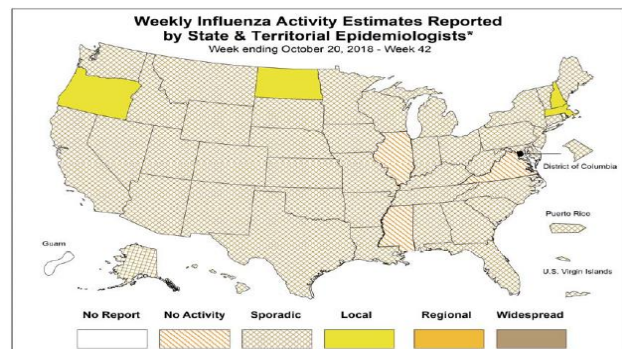 Weekly Influenza Activity Estimates Reported
by State & Territorial Epidemiologists*
Week ending October 20, 2018 - Week 42
District of Columbia
Puerto Rico
Guam
U.S. Virgin Islands
No Report
No Activity
Sporadic
Local
Regional
Widespread